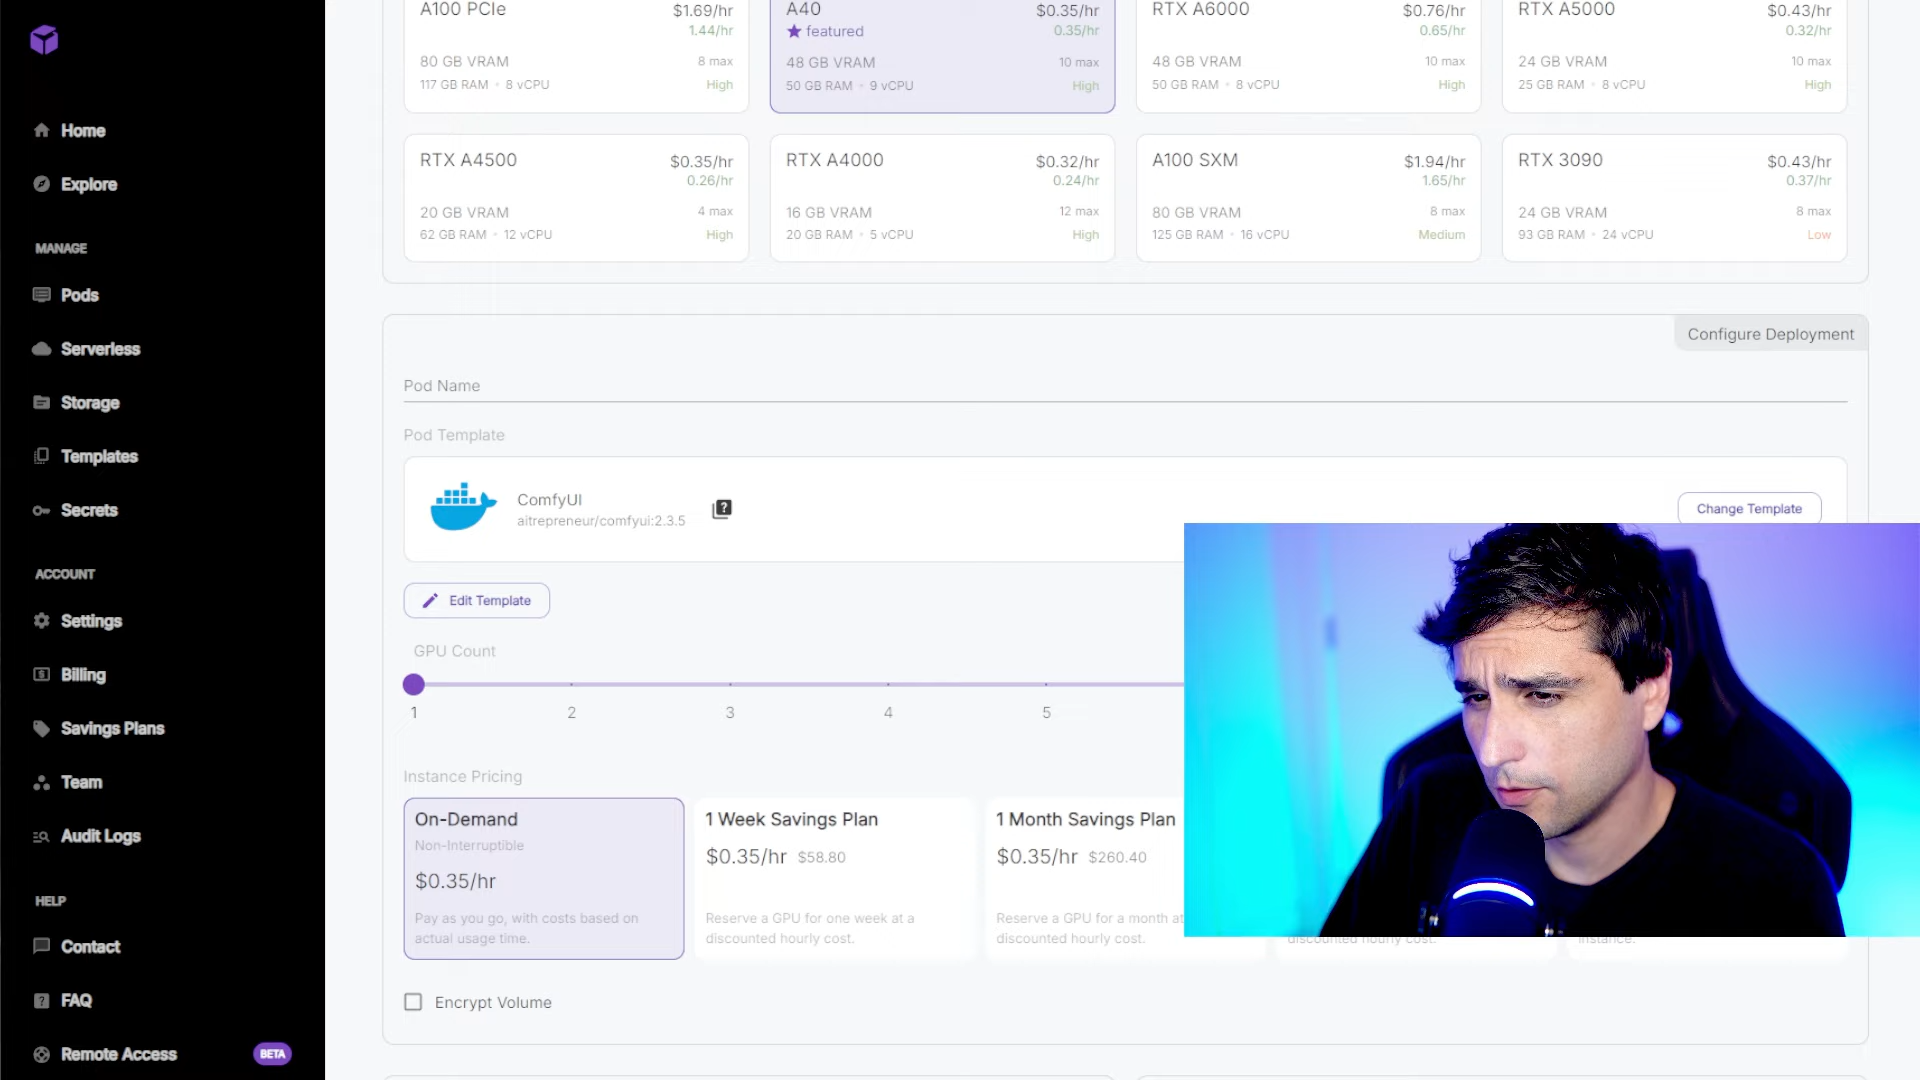 A100 PCIe
$1.69/hr
1.44/hr
80 GB VRAM
8 max
117 GB RAM • 8 vCPU
High
A40
$0.35/hr
featured
0.35/hr
48 GB VRAM
10 max
50 GB RAM • 9 vCPU
High
RTX A6000
$0.76/hr
0.65/hr
48 GB VRAM
10 max
50 GB RAM • 8 vCPU
High
RTX A5000
$0.43/hr
0.32/hr
24 GB VRAM
10 max
25 GB RAM • 8 vCPU
High
RTX A4500
$0.35/hr
0.26/hr
20 GB VRAM
4 max
62 GB RAM • 12 vCPU
High
RTX A4000
$0.32/hr
0.24/hr
16 GB VRAM
12 max
20 GB RAM • 5 vCPU
High
A100 SXM
$1.94/hr
1.65/hr
80 GB VRAM
8 max
125 GB RAM • 16 vCPU
Medium
RTX 3090
$0.43/hr
0.37/hr
24 GB VRAM
8 max
93 GB RAM • 24 vCPU
Low
Home
Explore
MANAGE
Pods
Serverless
Storage
Templates
Secrets
ACCOUNT
Settings
Billing
Savings Plans
Team
Audit Logs
HELP
Contact
FAQ
Remote Access
BETA
Configure Deployment
Pod Name
Pod Template
ComfyUI
aitrepreneur/comfyui:2.3.5
Change Template
Edit Template
GPU Count
1 2 3 4 5
Instance Pricing
On-Demand
Non-Interruptible
$0.35/hr
Pay as you go, with costs based on
actual usage time.
1 Week Savings Plan
$0.35/hr $58.80
Reserve a GPU for one week at a
discounted hourly cost.
1 Month Savings Plan
$0.35/hr $260.40
Reserve a GPU for a month at
discounted hourly cost.
discounted hourly cost.
instance.
Encrypt Volume